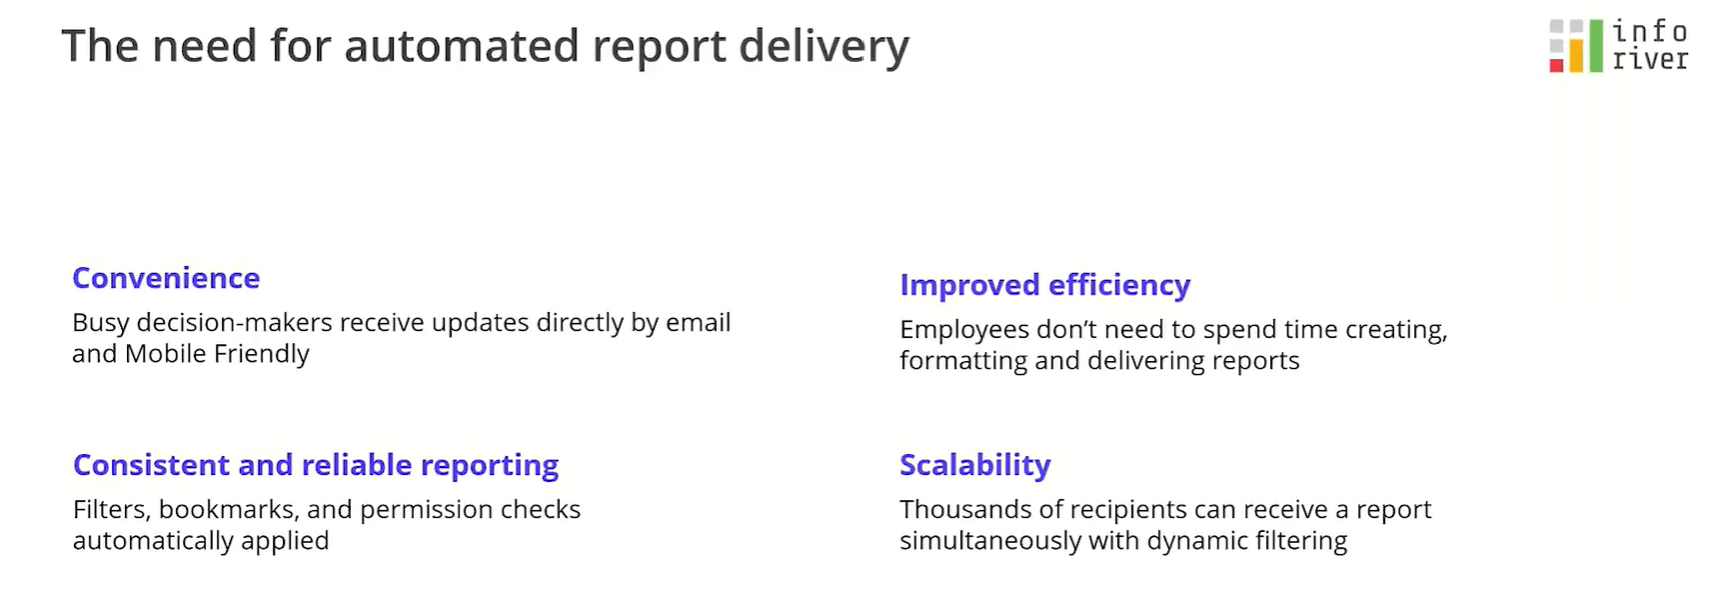 The need for automated report delivery
info
river
Convenience
Busy decision-makers receive updates directly by email
and Mobile Friendly
Improved efficiency
Employees don't need to spend time creating,
formatting and delivering reports
Consistent and reliable reporting
Filters, bookmarks, and permission checks
automatically applied
Scalability
Thousands of recipients can receive a report
simultaneously with dynamic filtering